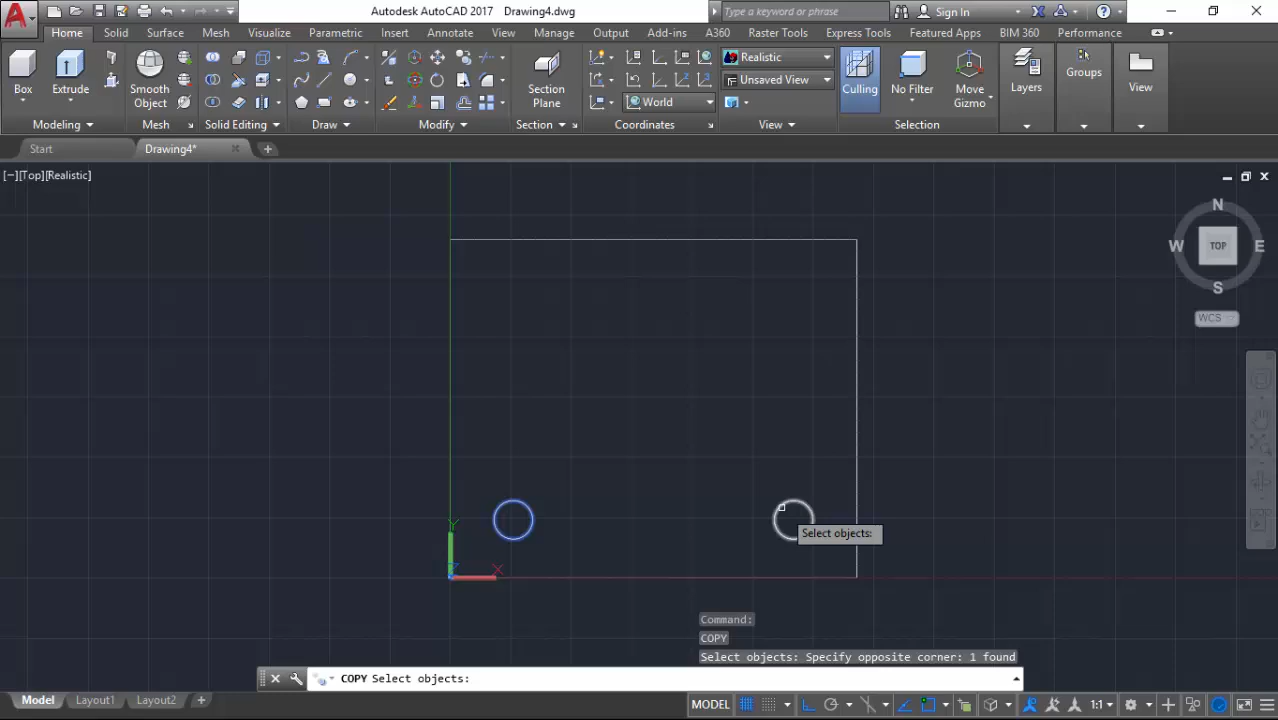 Autodesk AutoCAD 2017 Drawing4.dwg
Type a keyword or phrase
Sign In
Home Solid Surface Mesh Visualize Parametric Insert Annotate View Manage Output Add-ins A360 Raster Tools Express Tools Featured Apps BIM 360 Performance
Box
Extrude
Smooth
Object
Section
Plane
Realistic
Unsaved View
World
Culling
No Filter
Move
Gizmo
Layers
Groups
View
Modeling Mesh Solid Editing Draw Modify Section Coordinates View Selection
Start Drawing4*
[−][Top][Realistic]
N
W TOP E
S
WCS
Y
Z
X
Select objects:
Command:
COPY
Select objects: Specify opposite corner: 1 found
COPY Select objects:
Model Layout1 Layout2
MODEL
1:1